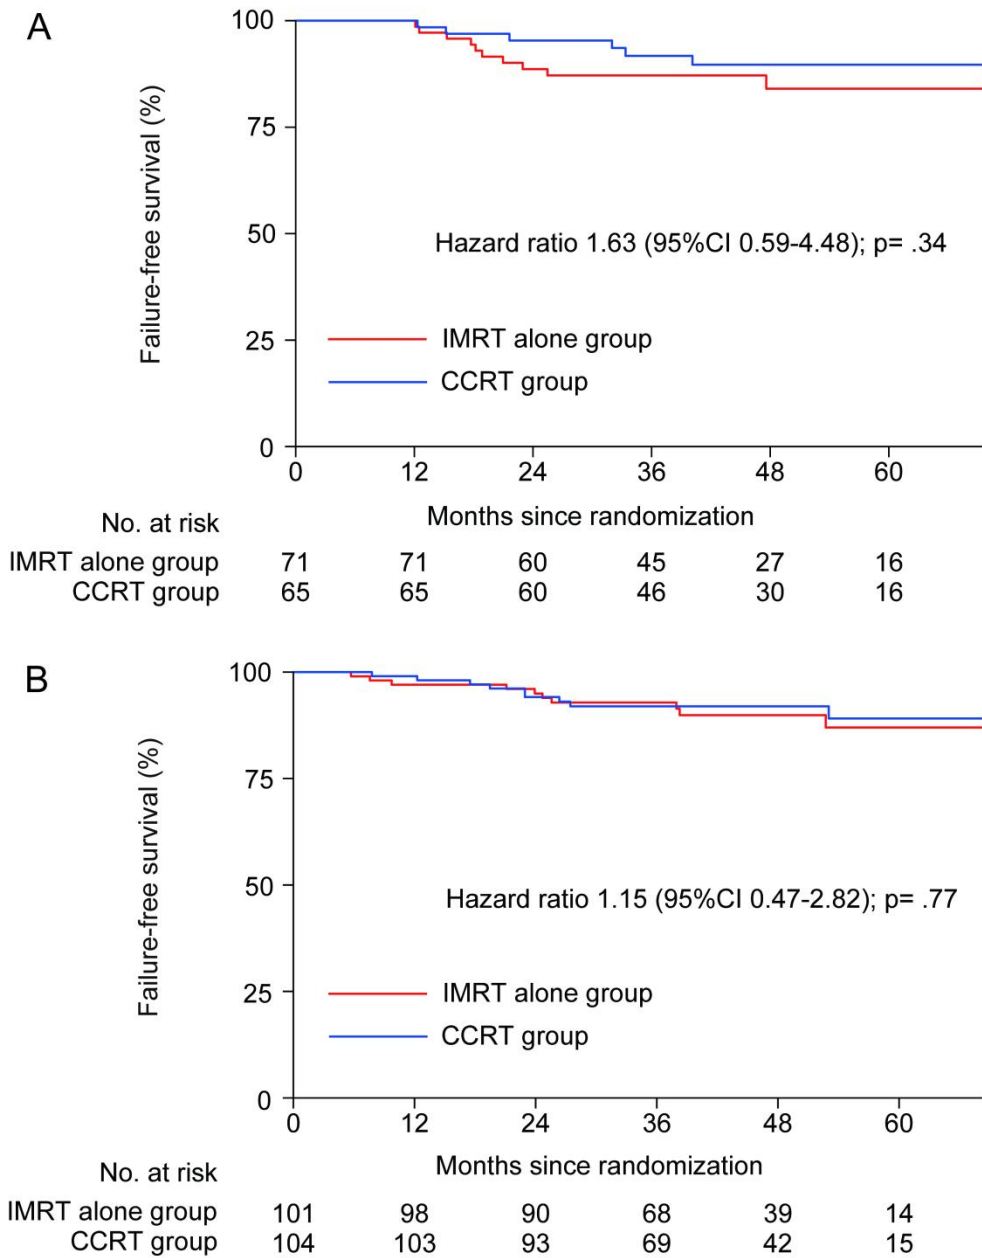 A
Failure-free survival (%)
100
75
50
25
0
Hazard ratio 1.63 (95%CI 0.59-4.48); p= .34
IMRT alone group
CCRT group
0 12 24 36 48 60
Months since randomization
No. at risk
IMRT alone group 71 71 60 45 27 16
CCRT group 65 65 60 46 30 16
B
Failure-free survival (%)
100
75
50
25
0
Hazard ratio 1.15 (95%CI 0.47-2.82); p= .77
IMRT alone group
CCRT group
0 12 24 36 48 60
Months since randomization
No. at risk
IMRT alone group 101 98 90 68 39 14
CCRT group 104 103 93 69 42 15